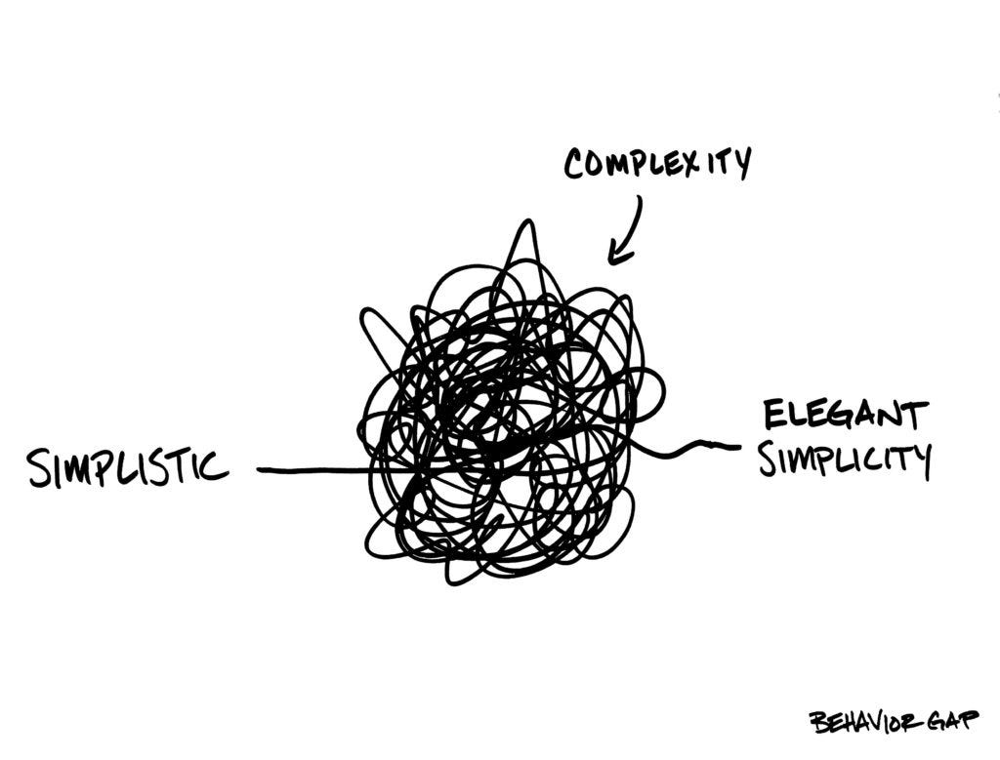 COMPLEXITY
SIMPLISTIC
ELEGANT
SIMPLICITY
BEHAVIOR GAP